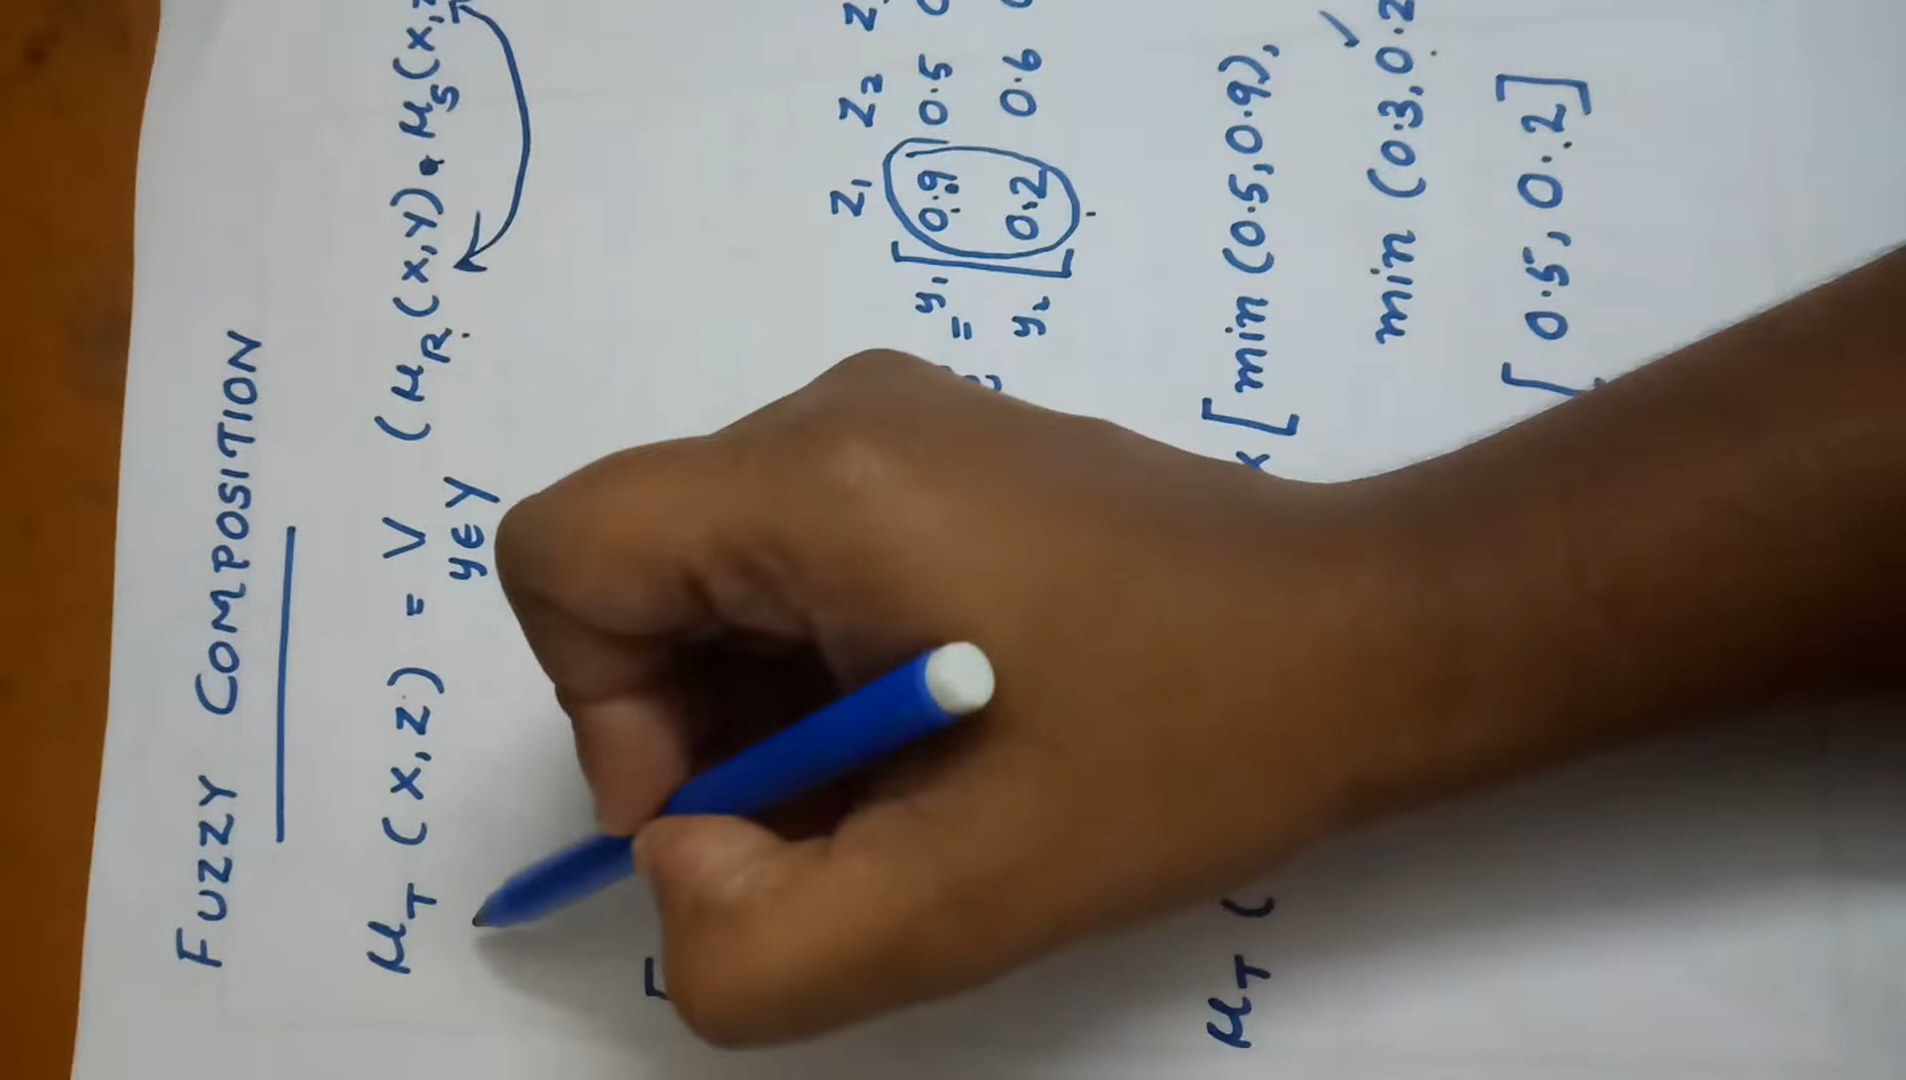 FUZZY COMPOSITION
μT (x,z) = V (μR (x,y) • μS (x,
y∈Y
z1 z2 z
= y1 [ 0.9 0.5
y2 [ 0.2 0.6
μT ( [ min (0.5, 0.9),
min (0.3, 0.2
[ 0.5, 0.2 ]